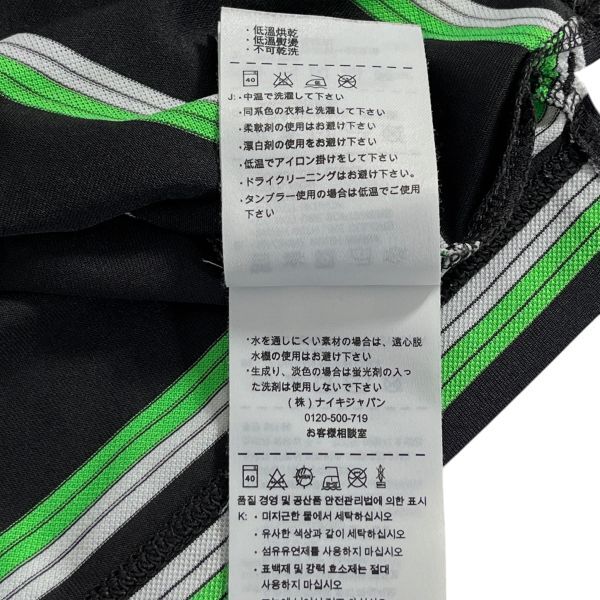 ・低溫烘乾
・低溫熨燙
・不可乾洗
40
J:・中温で洗濯して下さい
・同系色の衣料と洗濯して下さい
・柔軟剤の使用はお避け下さい
・漂白剤の使用をお避け下さい
・低温でアイロン掛けをして下さい
・ドライクリーニングはお避け下さい。
・タンブラー使用の場合は低温でご使用
下さい
・水を通しにくい素材の場合は、遠心脱
水機の使用はお避け下さい
・生成り、淡色の場合は蛍光剤の入っ
た洗剤は使用しないで下さい。
(株)ナイキジャパン
0120-500-719
お客様相談室
40
품질 경영 및 공산품 안전관리법에 의한 표시
K: ・미지근한 물에서 세탁하십시오
・유사한 색상과 같이 세탁하십시오
・섬유유연제를 사용하지 마십시오
・표백제 및 강력 효소제는 절대
사용하지 마십시오